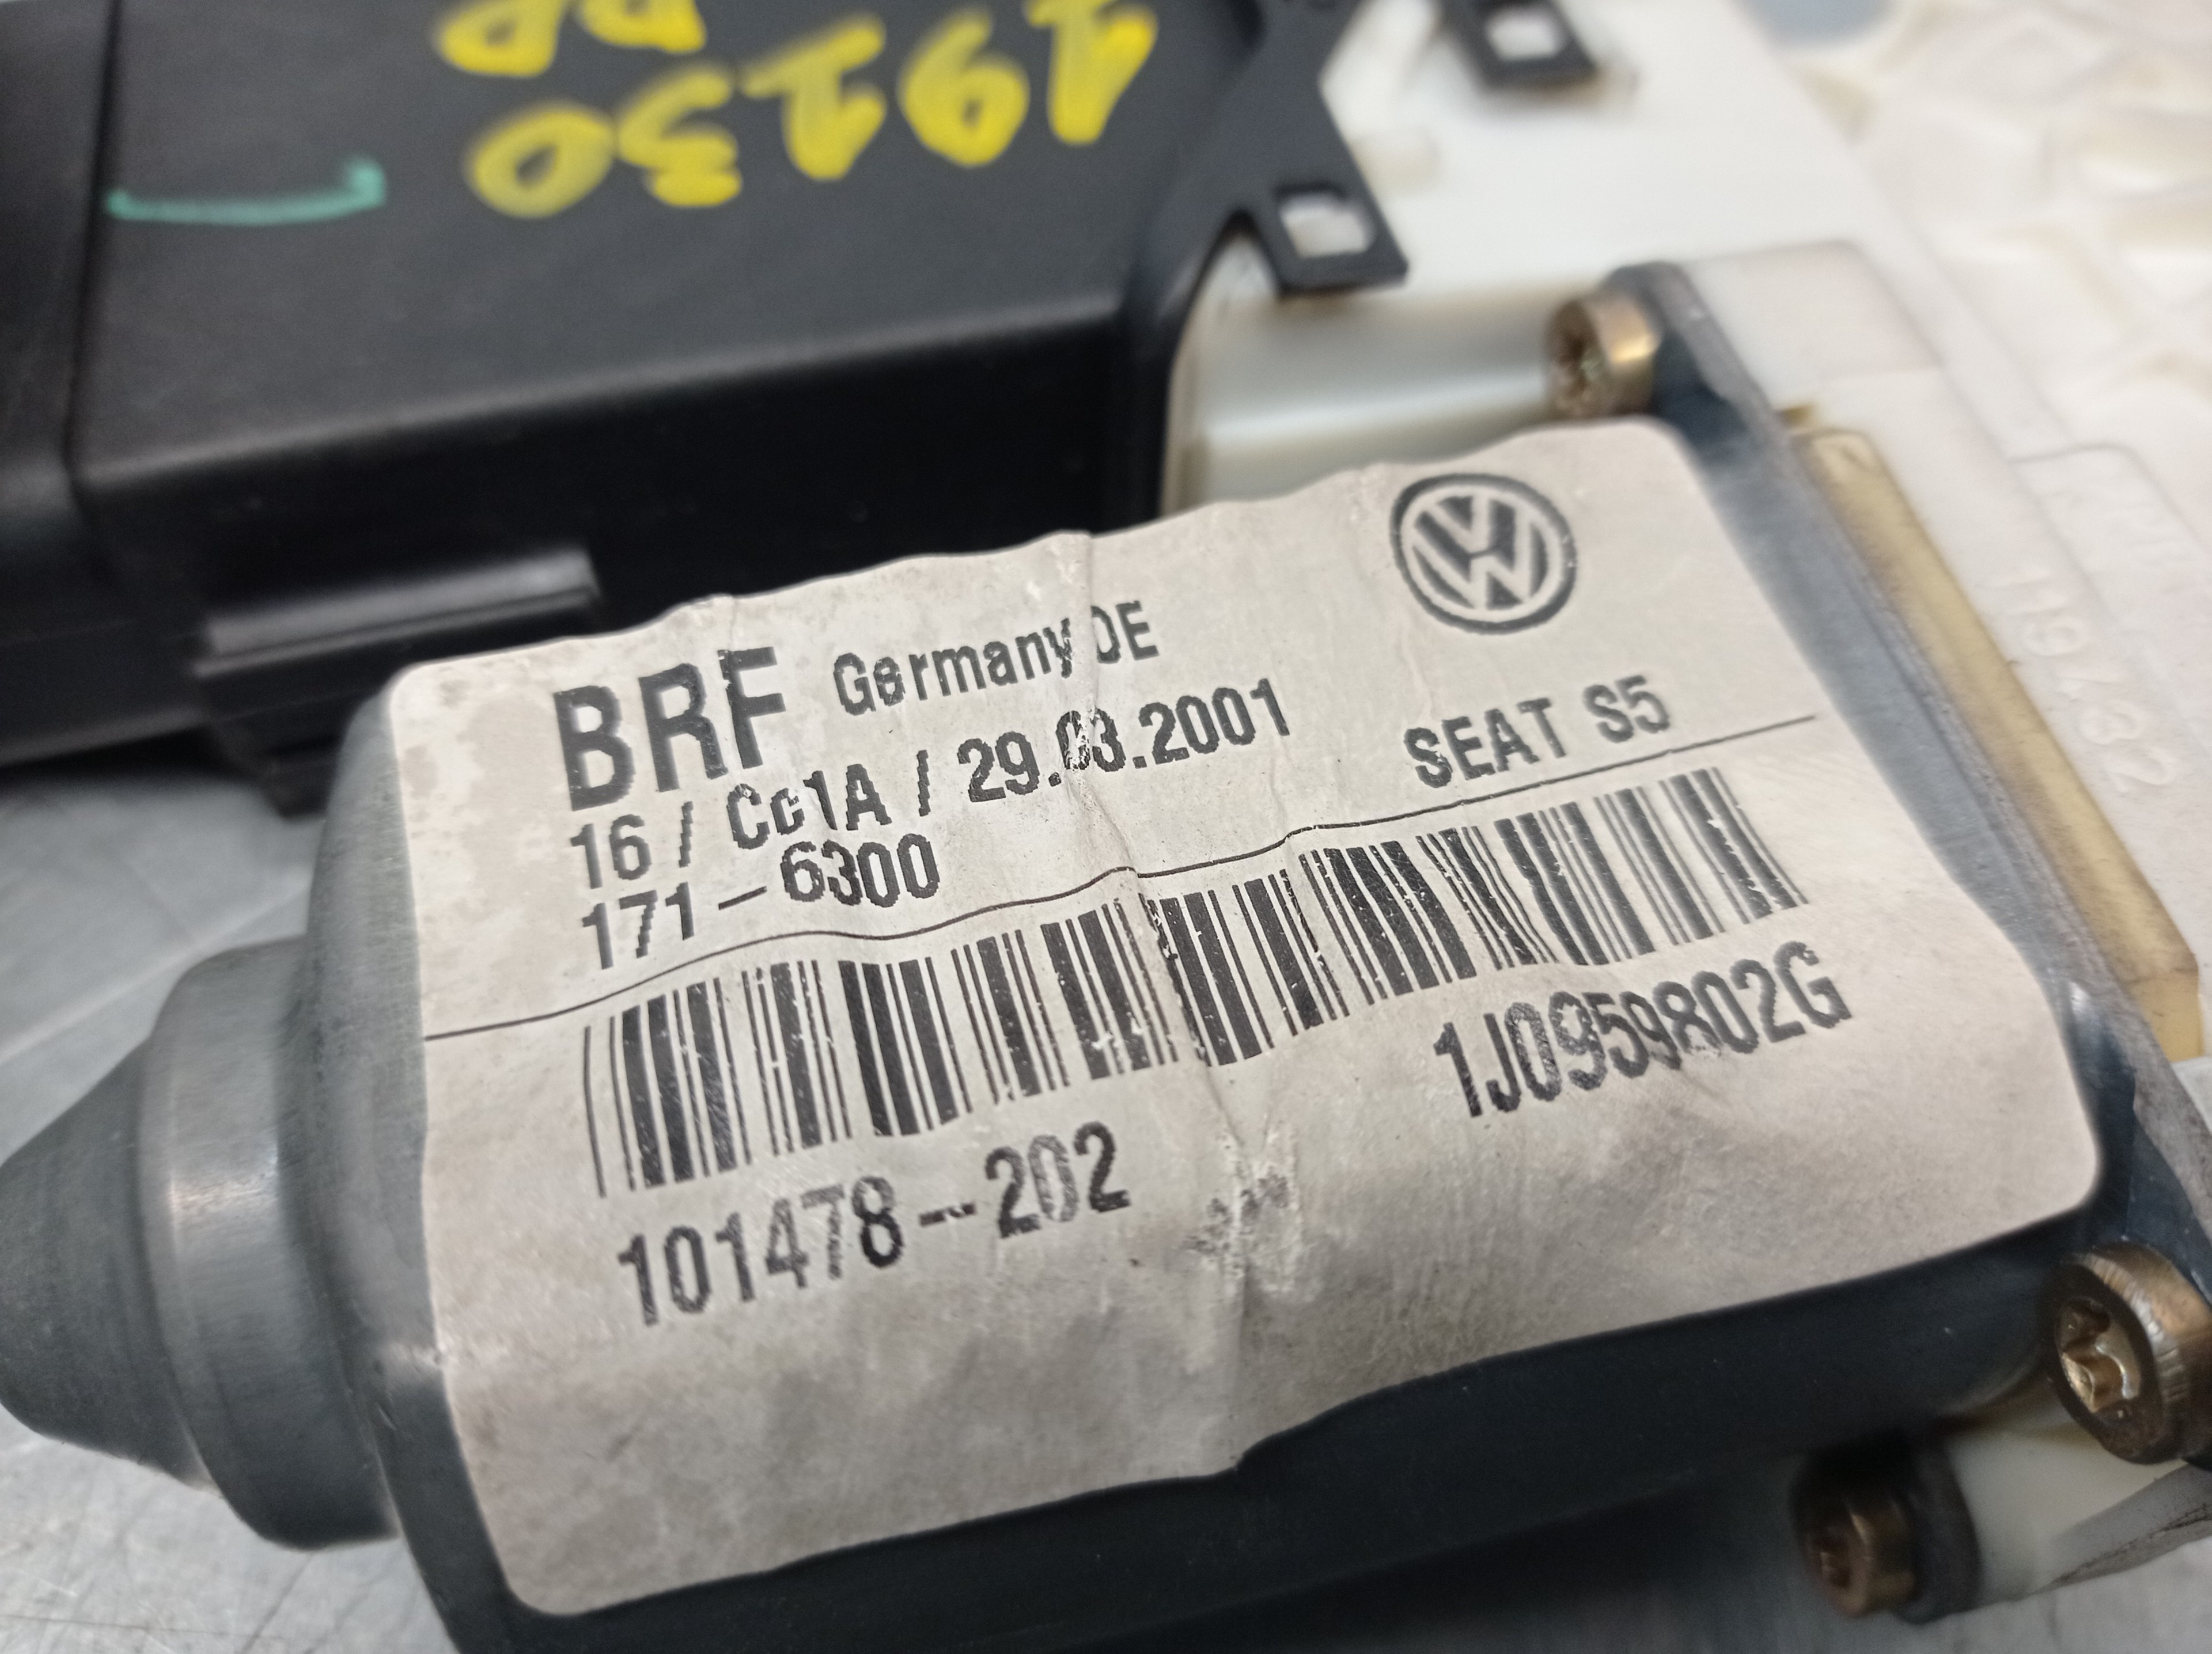 19130
BRF Germany DE
16 / Cc1A / 29.03.2001
SEAT S5
171-6300
1J0959802G
101478-202